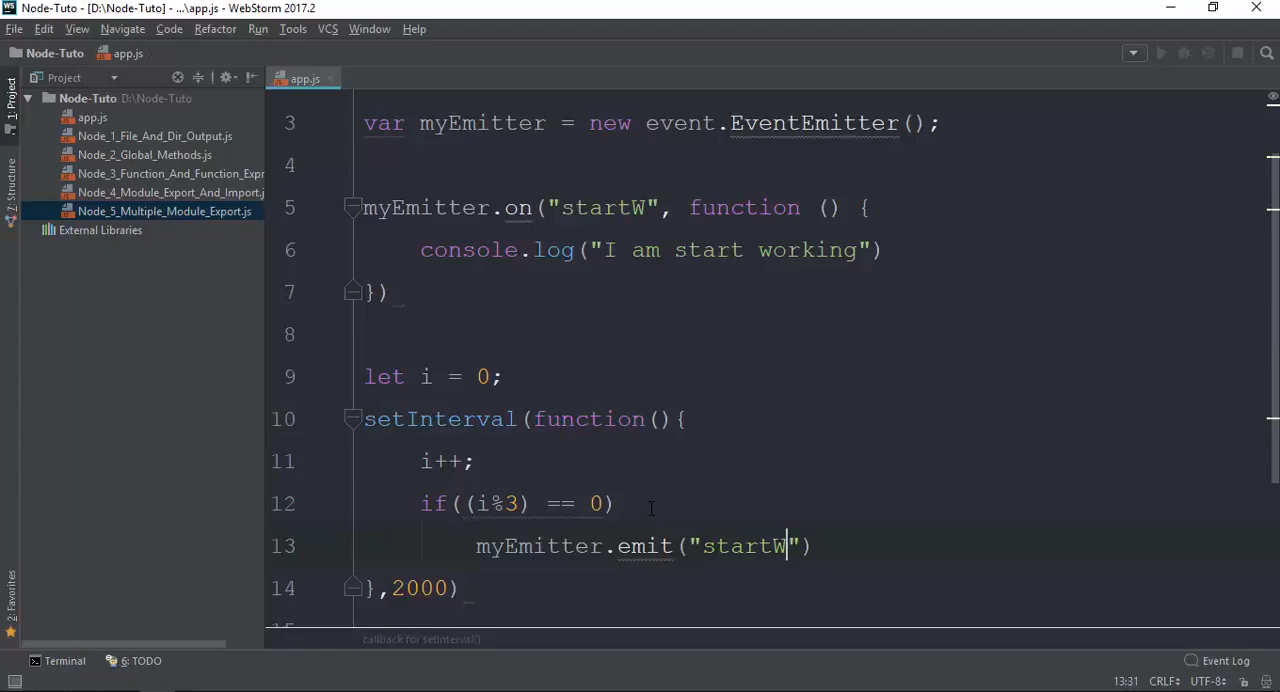 WS Node-Tuto [D:\Node-Tuto] - ...\app.js - WebStorm 2017.2
File Edit View Navigate Code Refactor Run Tools VCS Window Help
Node-Tuto app.js
1: Project
Z: Structure
2: Favorites
Project
Node-Tuto D:\Node-Tuto
app.js
Node_1_File_And_Dir_Output.js
Node_2_Global_Methods.js
Node_3_Function_And_Function_Expr
Node_4_Module_Export_And_Import.j
Node_5_Multiple_Module_Export.js
External Libraries
app.js
3 var myEmitter = new event.EventEmitter();
4
5 myEmitter.on("startW", function () {
6 console.log("I am start working")
7 })
8
9 let i = 0;
10 setInterval(function(){
11 i++;
12 if((i%3) == 0)
13 myEmitter.emit("startW")
14 },2000)
callback for setInterval()
Terminal 6: TODO Event Log
13:31 CRLF UTF-8